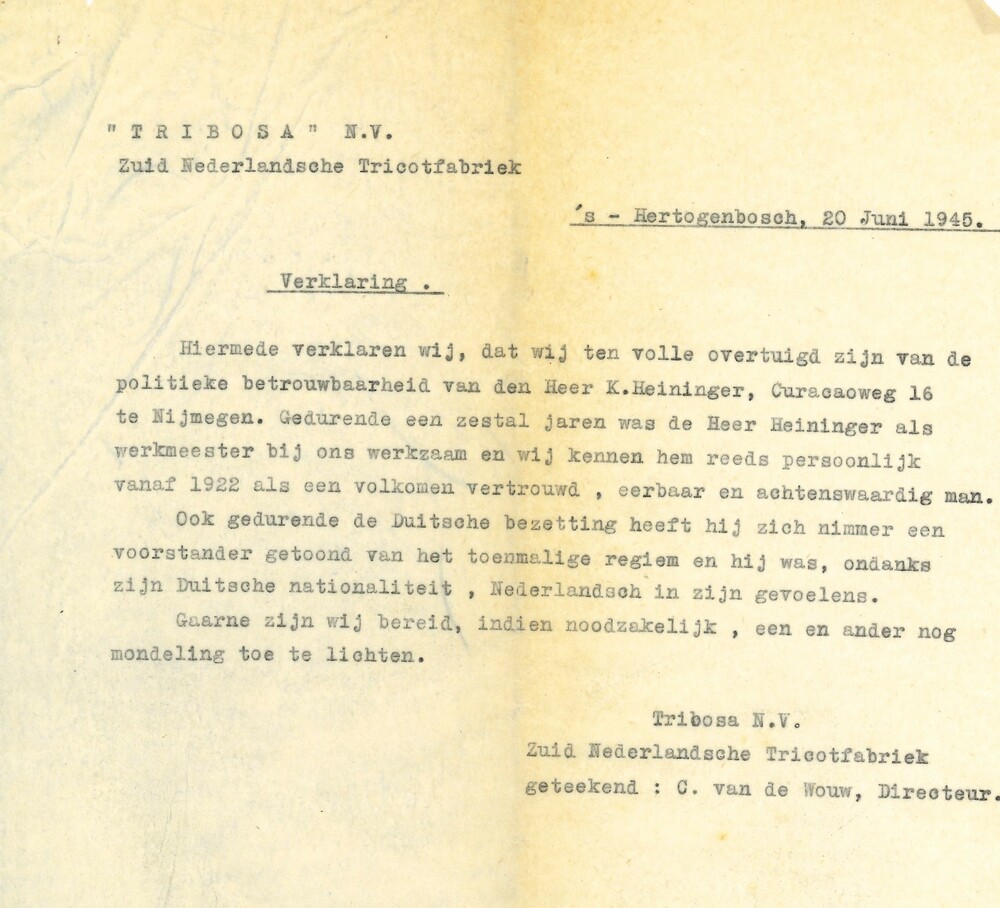 "TRIBOSA" N.V.
Zuid Nederlandsche Tricotfabriek
's - Hertogenbosch, 20 Juni 1945.
Verklaring .
Hiermede verklaren wij, dat wij ten volle overtuigd zijn van de
politieke betrouwbaarheid van den Heer K.Heininger, Curacaoweg 16
te Nijmegen. Gedurende een zestal jaren was de Heer Heininger als
werkmeester bij ons werkzaam en wij kennen hem reeds persoonlijk
vanaf 1922 als een volkomen vertrouwd , eerbaar en achtenswaardig man.
Ook gedurende de Duitsche bezetting heeft hij zich nimmer een
voorstander getoond van het toenmalige regiem en hij was, ondanks
zijn Duitsche nationaliteit , Nederlandsch in zijn gevoelens.
Gaarne zijn wij bereid, indien noodzakelijk , een en ander nog
mondeling toe te lichten.
Tribosa N.V.
Zuid Nederlandsche Tricotfabriek
geteekend : C. van de Wouw, Directeur.